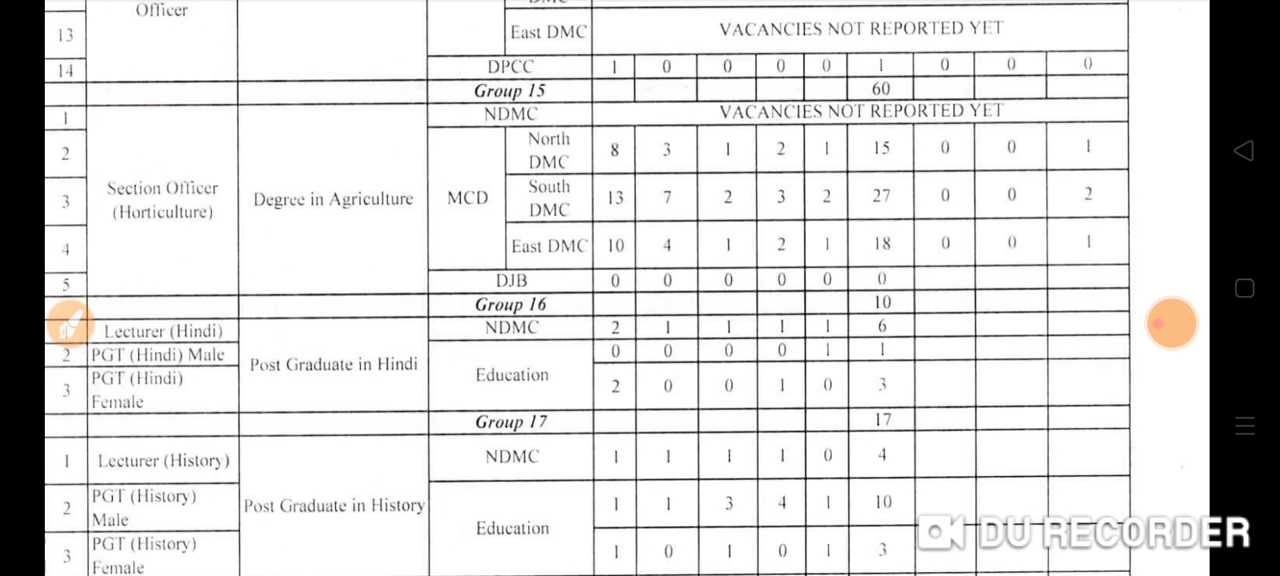 Officer
13 East DMC VACANCIES NOT REPORTED YET
14 DPCC 1 0 0 0 0 1 0 0 0
Group 15 60
1 NDMC VACANCIES NOT REPORTED YET
Section Officer
(Horticulture)
Degree in Agriculture
MCD
2 North
DMC 8 3 1 2 1 15 0 0 1
3 South
DMC 13 7 2 3 2 27 0 0 2
4 East DMC 10 4 1 2 1 18 0 0 1
5 DJB 0 0 0 0 0 0
Group 16 10
Lecturer (Hindi) NDMC 2 1 1 1 1 6
Post Graduate in Hindi
Education
2 PGT (Hindi) Male 0 0 0 0 1 1
3 PGT (Hindi)
Female 2 0 0 1 0 3
Group 17 17
1 Lecturer (History) NDMC 1 1 1 1 0 4
Post Graduate in History
Education
2 PGT (History)
Male 1 1 3 4 1 10
3 PGT (History)
Female 1 0 1 0 1 3
DU RECORDER